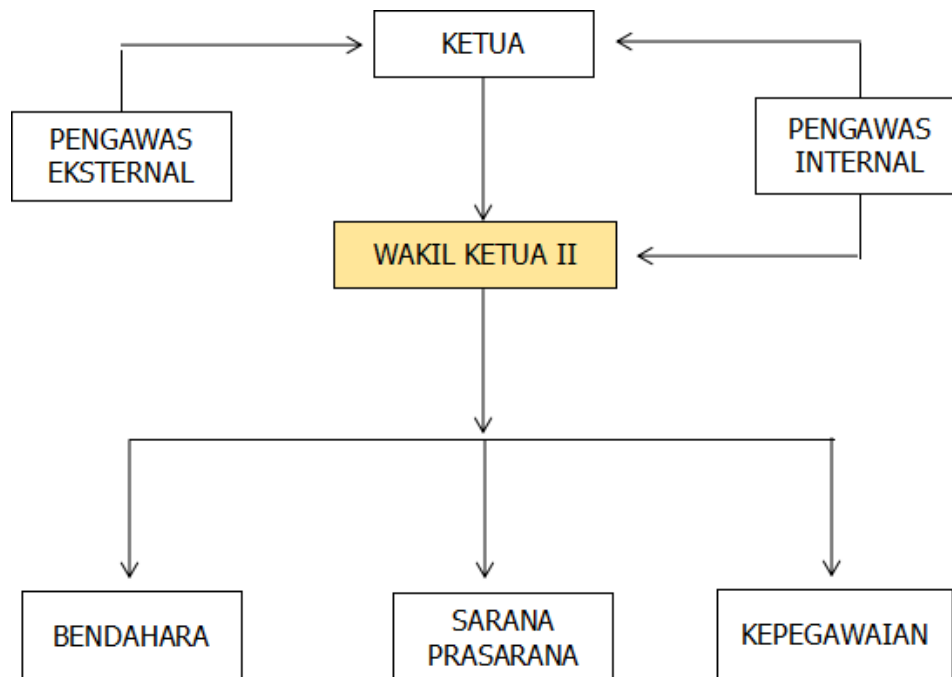 KETUA
PENGAWAS
EKSTERNAL
PENGAWAS
INTERNAL
WAKIL KETUA II
BENDAHARA
SARANA
PRASARANA
KEPEGAWAIAN